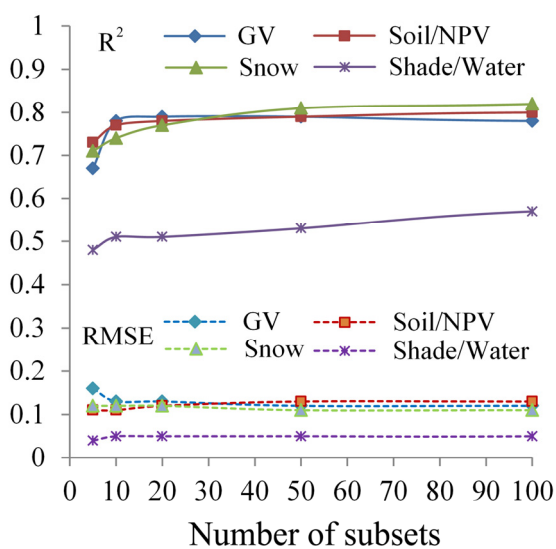 1
R² GV Soil/NPV
0.9
Snow Shade/Water
0.8
0.7
0.6
0.5
0.4
0.3
RMSE GV Soil/NPV
Snow Shade/Water
0.2
0.1
0
0 10 20 30 40 50 60 70 80 90 100
Number of subsets